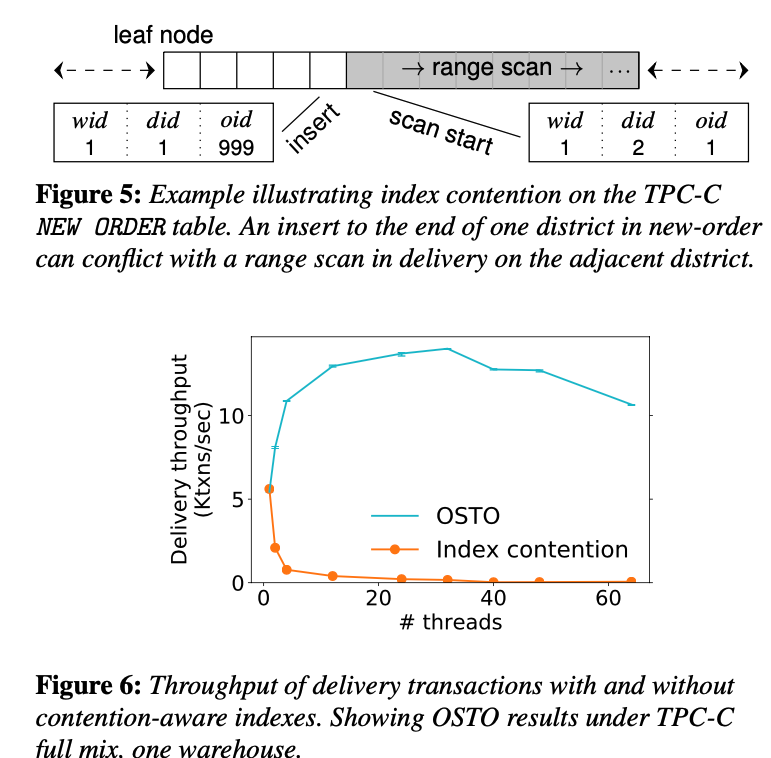 leaf node
→ range scan → ...
wid did oid
1 1 999
insert
scan start
wid did oid
1 2 1
Figure 5: Example illustrating index contention on the TPC-C
NEW ORDER table. An insert to the end of one district in new-order
can conflict with a range scan in delivery on the adjacent district.
Delivery throughput
(Ktxns/sec)
10
5
0
OSTO
Index contention
0 20 40 60
# threads
Figure 6: Throughput of delivery transactions with and without
contention-aware indexes. Showing OSTO results under TPC-C
full mix, one warehouse.